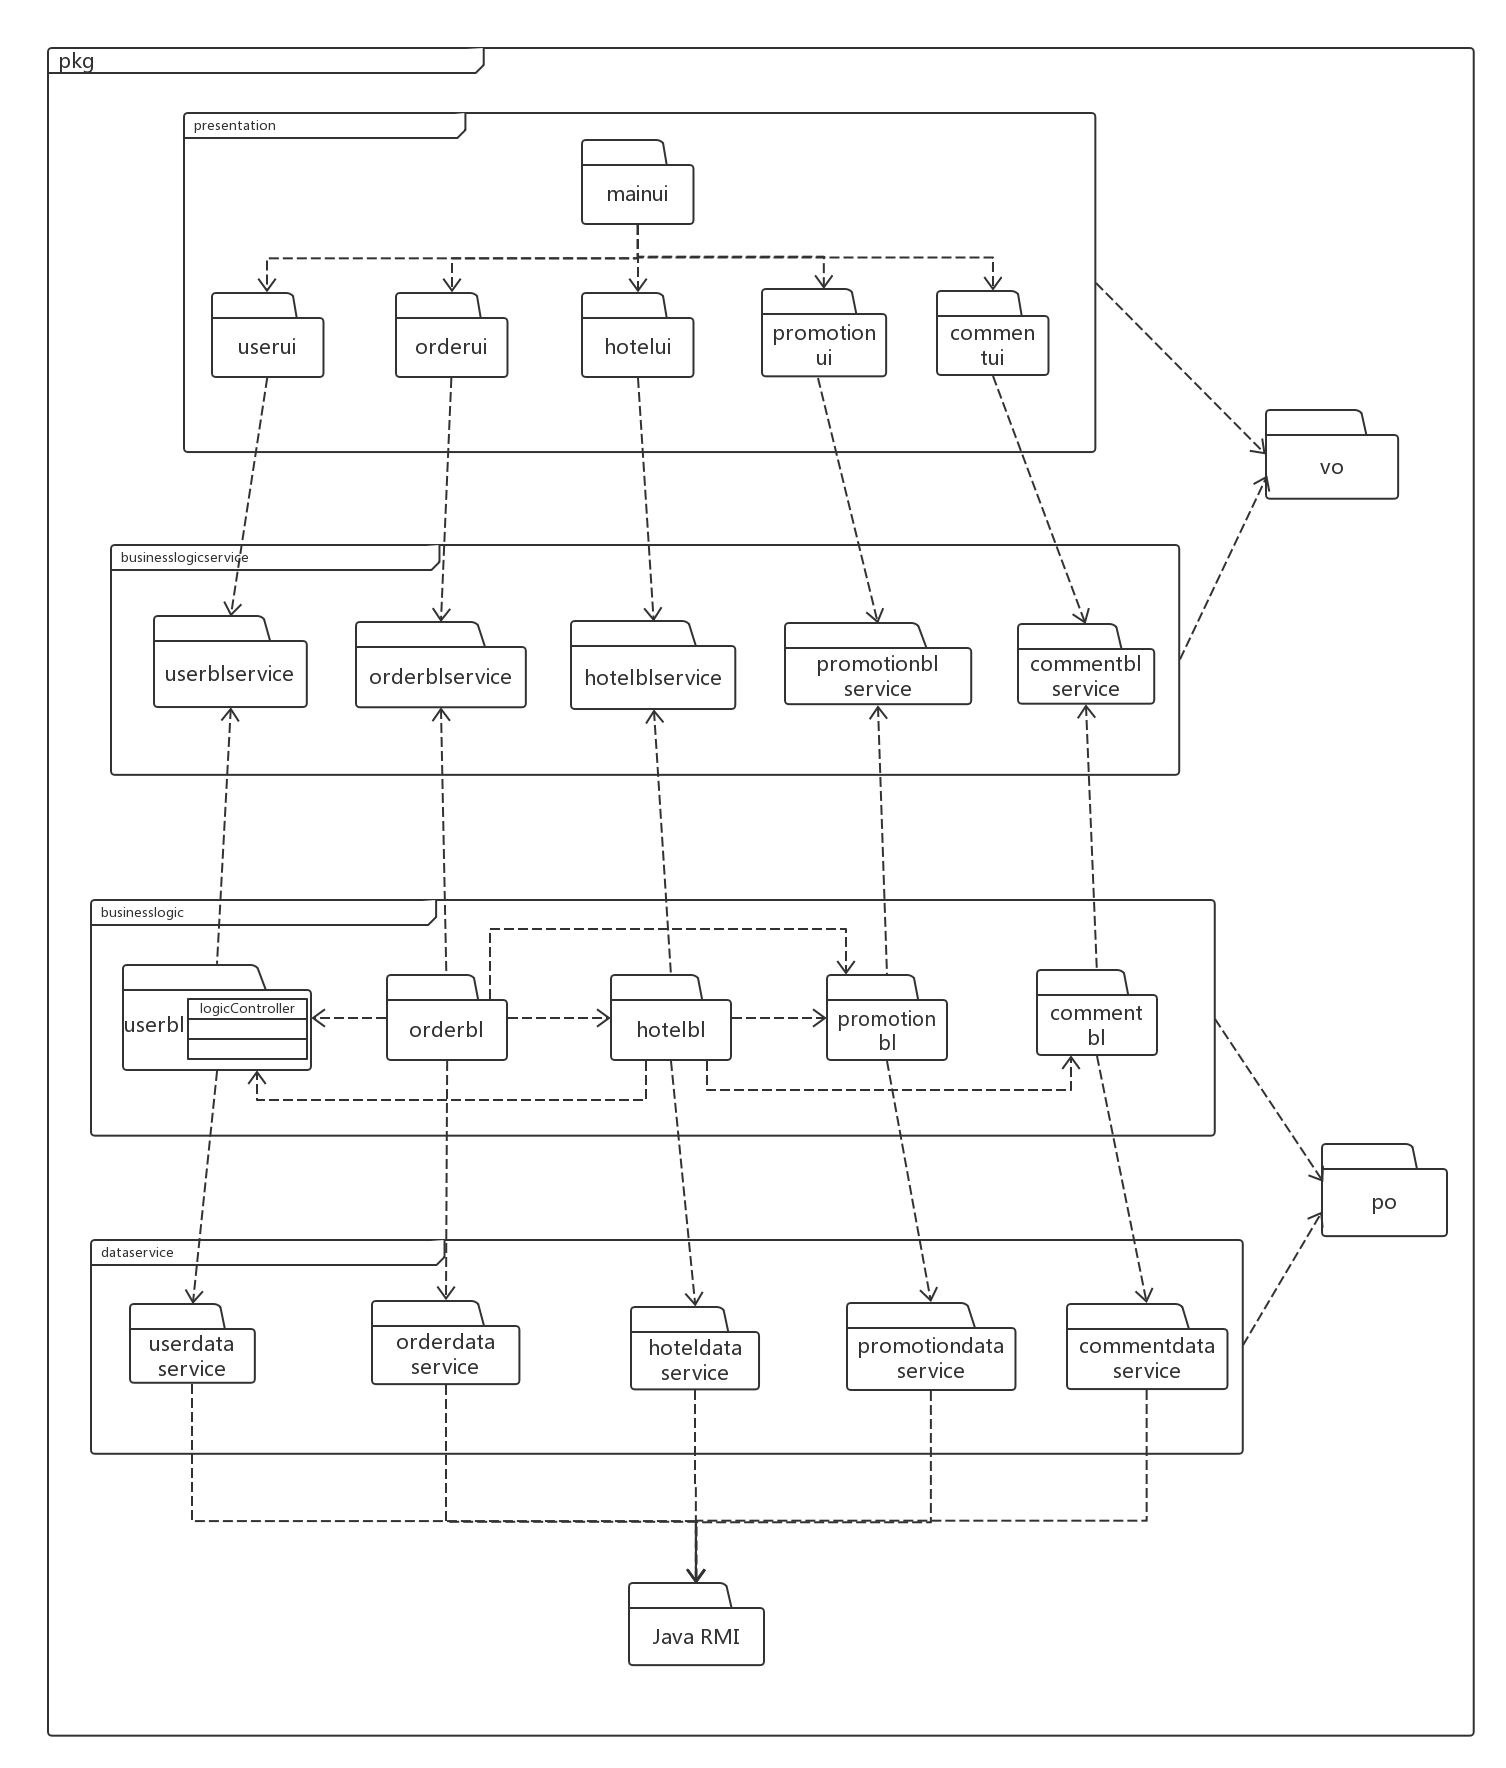 pkg
presentation
mainui
userui
orderui
hotelui
promotion
ui
commen
tui
vo
businesslogicservice
userblservice
orderblservice
hotelblservice
promotionbl
service
commentbl
service
businesslogic
userbl
logicController
orderbl
hotelbl
promotion
bl
comment
bl
po
dataservice
userdata
service
orderdata
service
hoteldata
service
promotiondata
service
commentdata
service
Java RMI